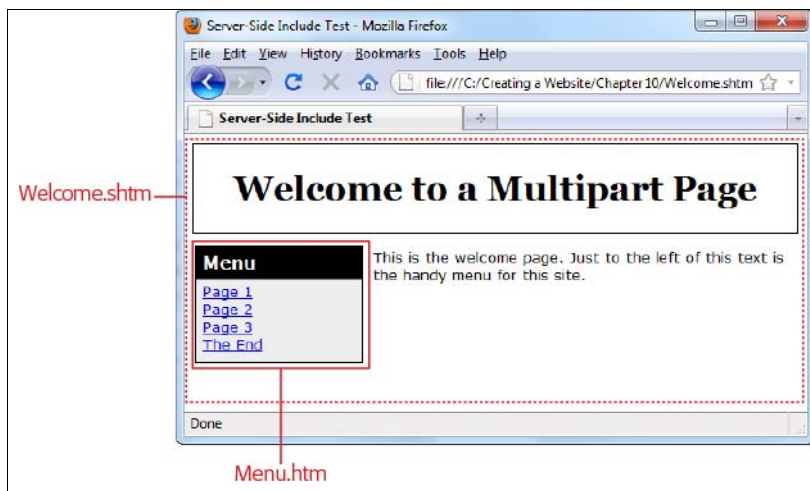 Server-Side Include Test - Mozilla Firefox
File Edit View History Bookmarks Tools Help
file:///C:/Creating a Website/Chapter 10/Welcome.shtm
Server-Side Include Test
Welcome.shtm
Welcome to a Multipart Page
Menu
Page 1
Page 2
Page 3
The End
This is the welcome page. Just to the left of this text is
the handy menu for this site.
Done
Menu.htm